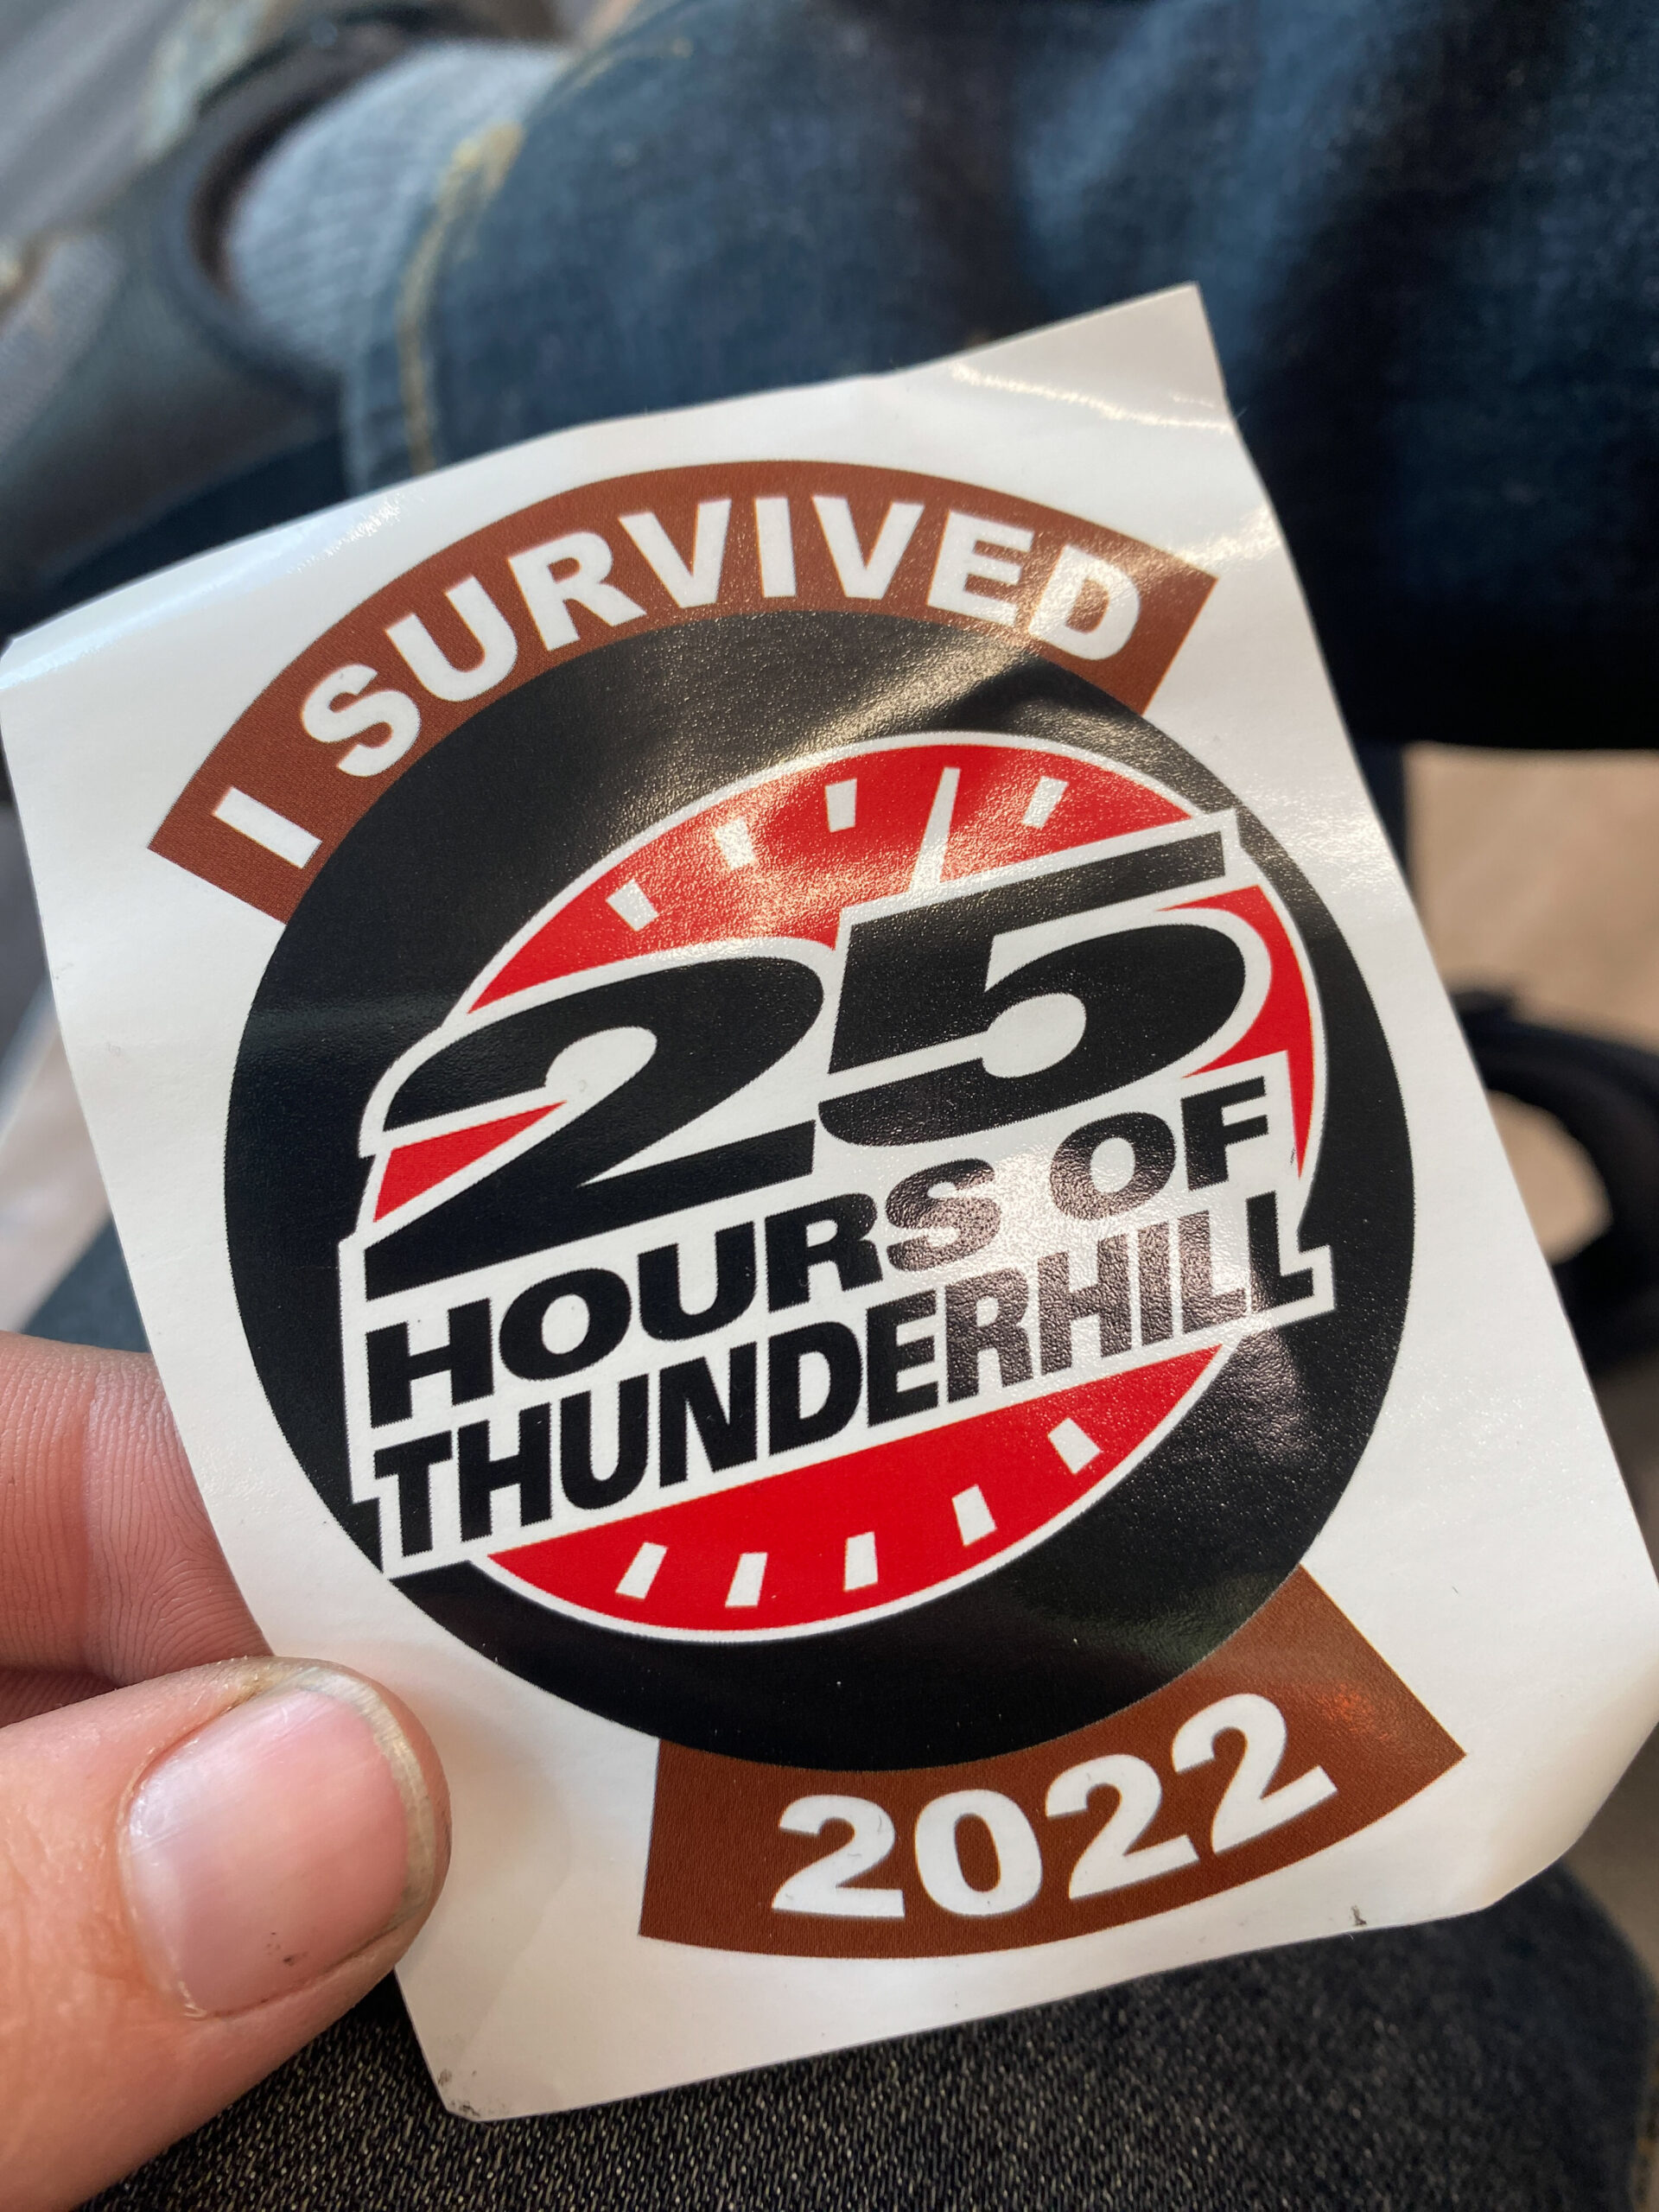 I SURVIVED
25
HOURS OF
THUNDERHILL
2022